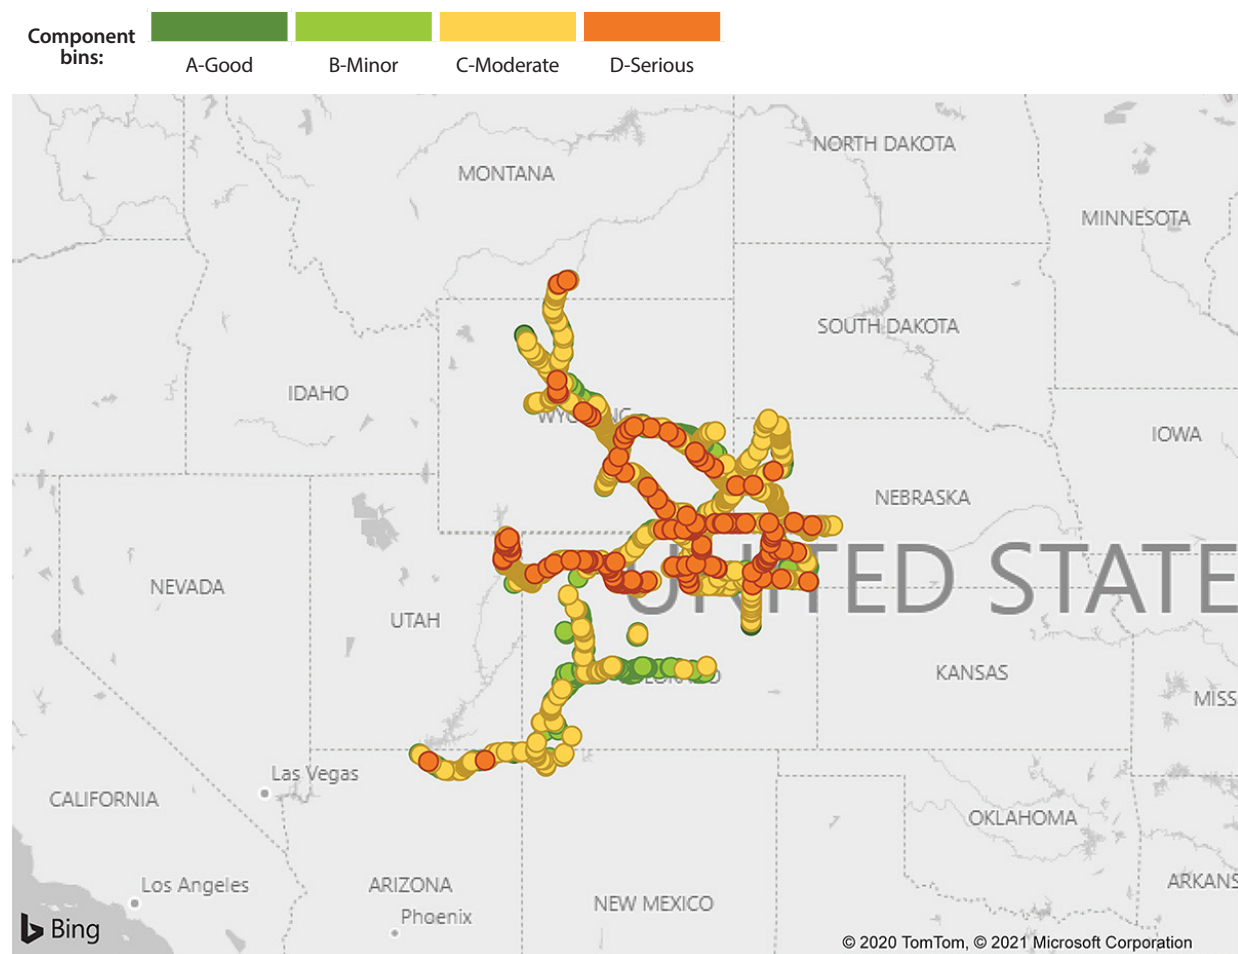 Component
bins:
A-Good
B-Minor
C-Moderate
D-Serious
NORTH DAKOTA
MONTANA
MINNESOTA
SOUTH DAKOTA
IDAHO
IOWA
NEBRASKA
UNITED STATE
NEVADA
UTAH
KANSAS
MISS
Las Vegas
CALIFORNIA
OKLAHOMA
Los Angeles
ARIZONA
ARKANS
NEW MEXICO
Phoenix
Bing
© 2020 TomTom, © 2021 Microsoft Corporation